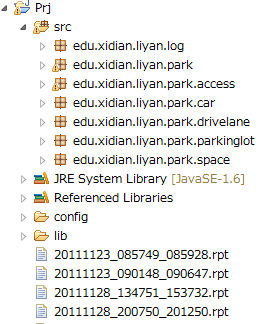 Prj
src
edu.xidian.liyan.log
edu.xidian.liyan.park
edu.xidian.liyan.park.access
edu.xidian.liyan.park.car
edu.xidian.liyan.park.drivelane
edu.xidian.liyan.park.parkinglot
edu.xidian.liyan.park.space
JRE System Library [JavaSE-1.6]
Referenced Libraries
config
lib
20111123_085749_085928.rpt
20111123_090148_090647.rpt
20111128_134751_153732.rpt
20111128_200750_201250.rpt